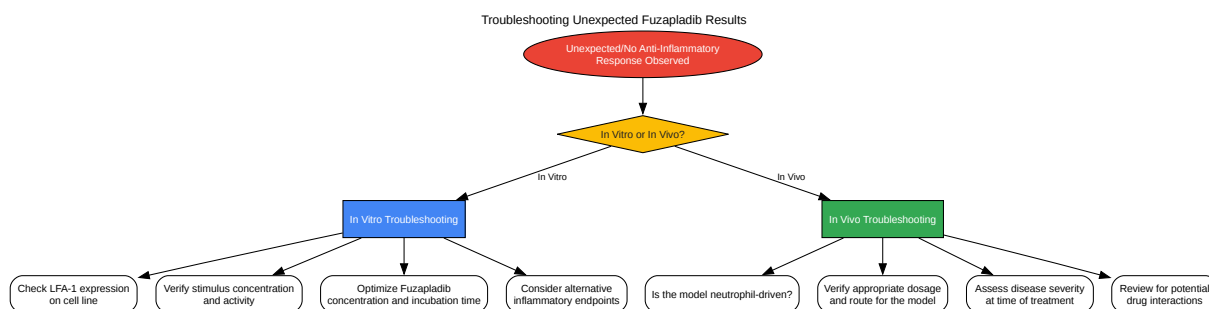 Troubleshooting Unexpected Fuzapladib Results
Unexpected/No Anti-Inflammatory
Response Observed
In Vitro or In Vivo?
In Vitro
In Vivo
In Vitro Troubleshooting
In Vivo Troubleshooting
Check LFA-1 expression
on cell line
Verify stimulus concentration
and activity
Optimize Fuzapladib
concentration and incubation time
Consider alternative
inflammatory endpoints
Is the model neutrophil-driven?
Verify appropriate dosage
and route for the model
Assess disease severity
at time of treatment
Review for potential
drug interactions